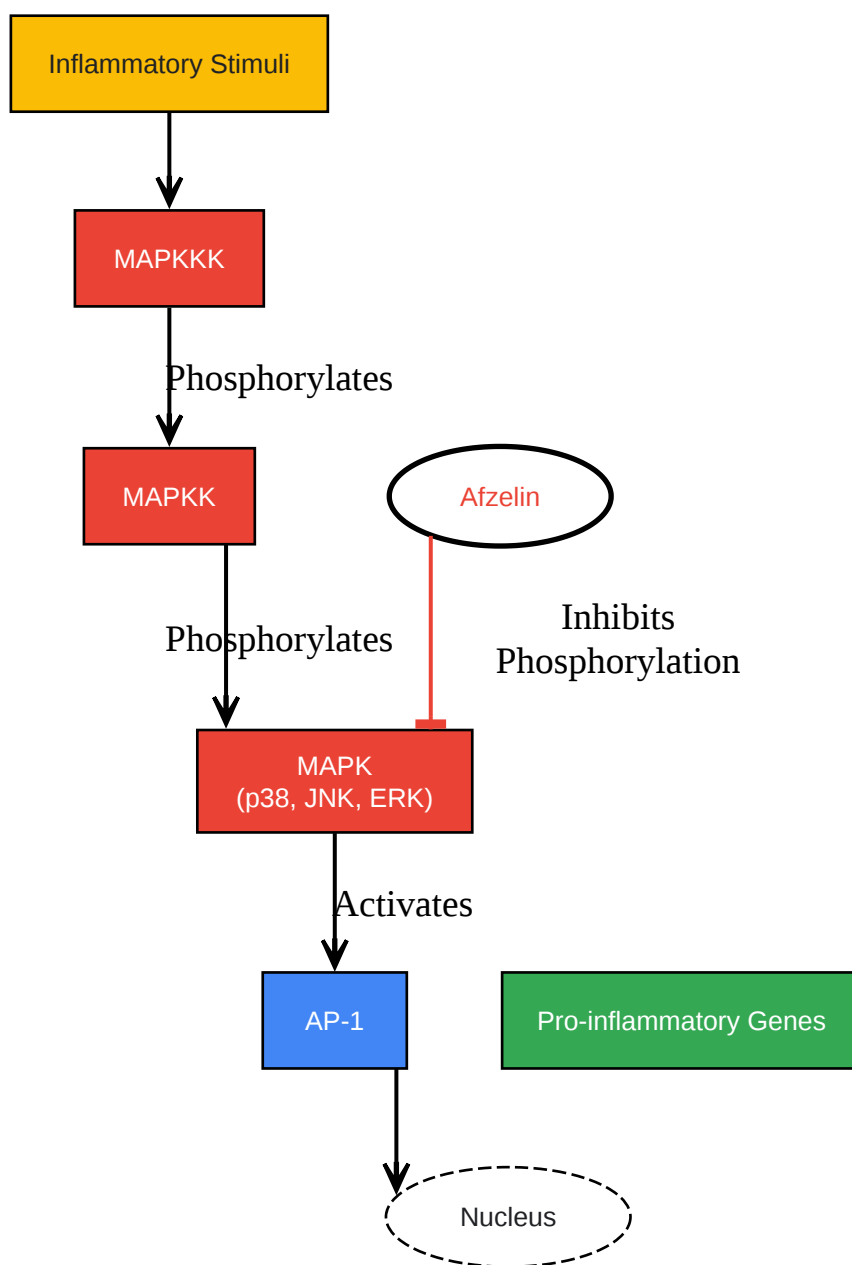 Inflammatory Stimuli
MAPKKK
Phosphorylates
MAPKK
Afzelin
Phosphorylates
Inhibits
Phosphorylation
MAPK
(p38, JNK, ERK)
Activates
AP-1
Pro-inflammatory Genes
Nucleus